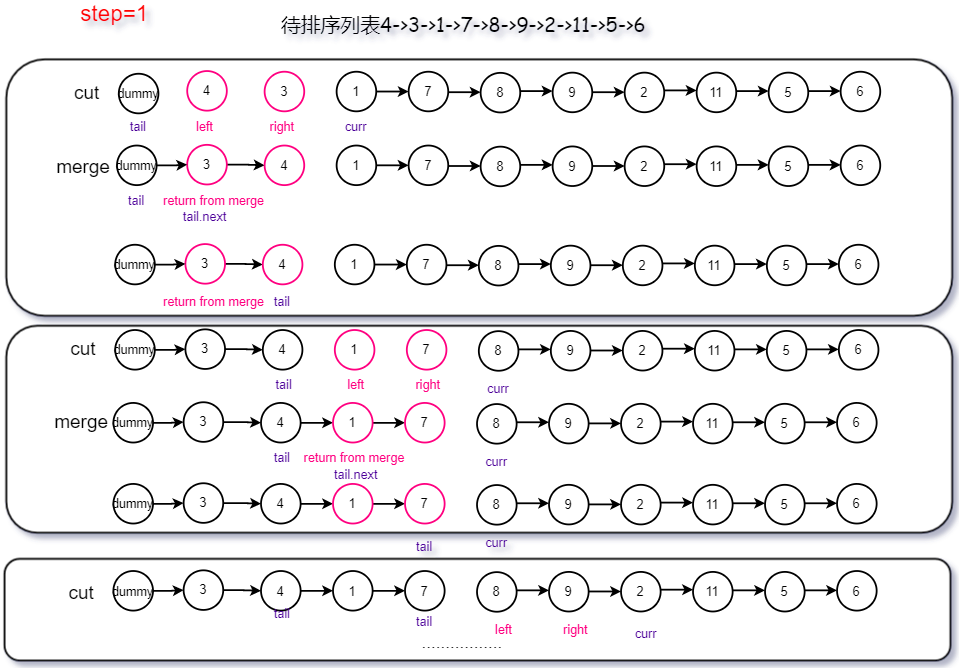 step=1
待排序列表4->3->1->7->8->9->2->11->5->6
cut dummy 4 3 1 7 8 9 2 11 5 6
tail left right curr
merge dummy 3 4 1 7 8 9 2 11 5 6
tail return from merge
tail.next
dummy 3 4 1 7 8 9 2 11 5 6
return from merge tail
cut dummy 3 4 1 7 8 9 2 11 5 6
tail left right curr
merge dummy 3 4 1 7 8 9 2 11 5 6
tail return from merge curr
tail.next
dummy 3 4 1 7 8 9 2 11 5 6
tail curr
cut dummy 3 4 1 7 8 9 2 11 5 6
tail tail left right curr
.................